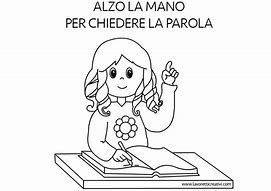 ALZO LA MANO
PER CHIEDERE LA PAROLA
www.lavoretticreativi.com